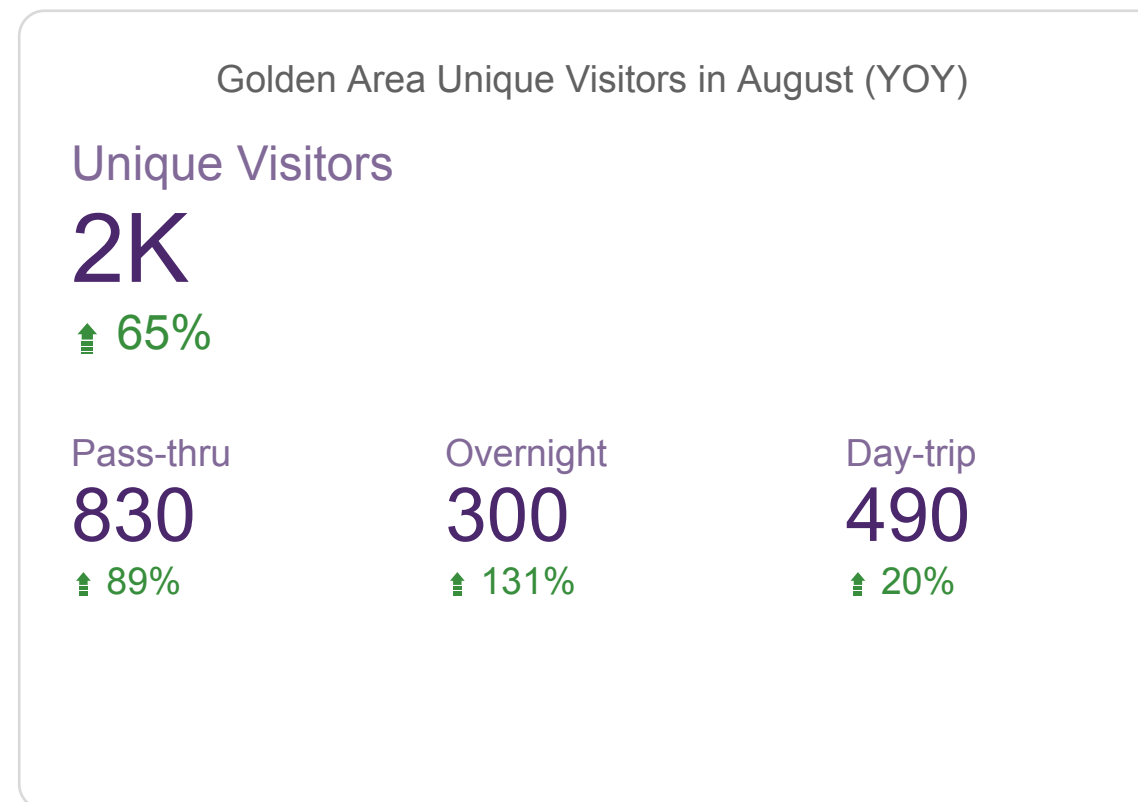 Golden Area Unique Visitors in August (YOY)
Unique Visitors
2K
65%
Pass-thru Overnight Day-trip
830 300 490
89% 131% 20%